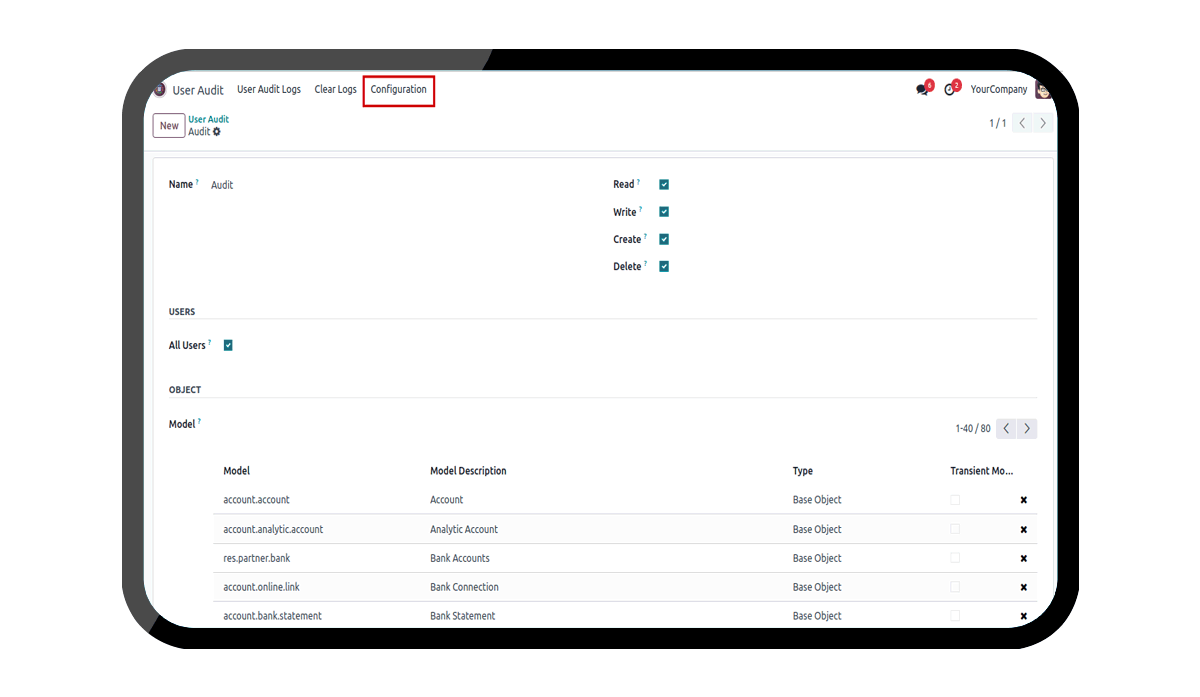 User Audit User Audit Logs Clear Logs Configuration 6 2 YourCompany
New User Audit
Audit 1 / 1
Name ? Audit Read ?
Write ?
Create ?
Delete ?
USERS
All Users ?
OBJECT
Model ? 1-40 / 80
Model Model Description Type Transient Mo...
account.account Account Base Object
account.analytic.account Analytic Account Base Object
res.partner.bank Bank Accounts Base Object
account.online.link Bank Connection Base Object
account.bank.statement Bank Statement Base Object